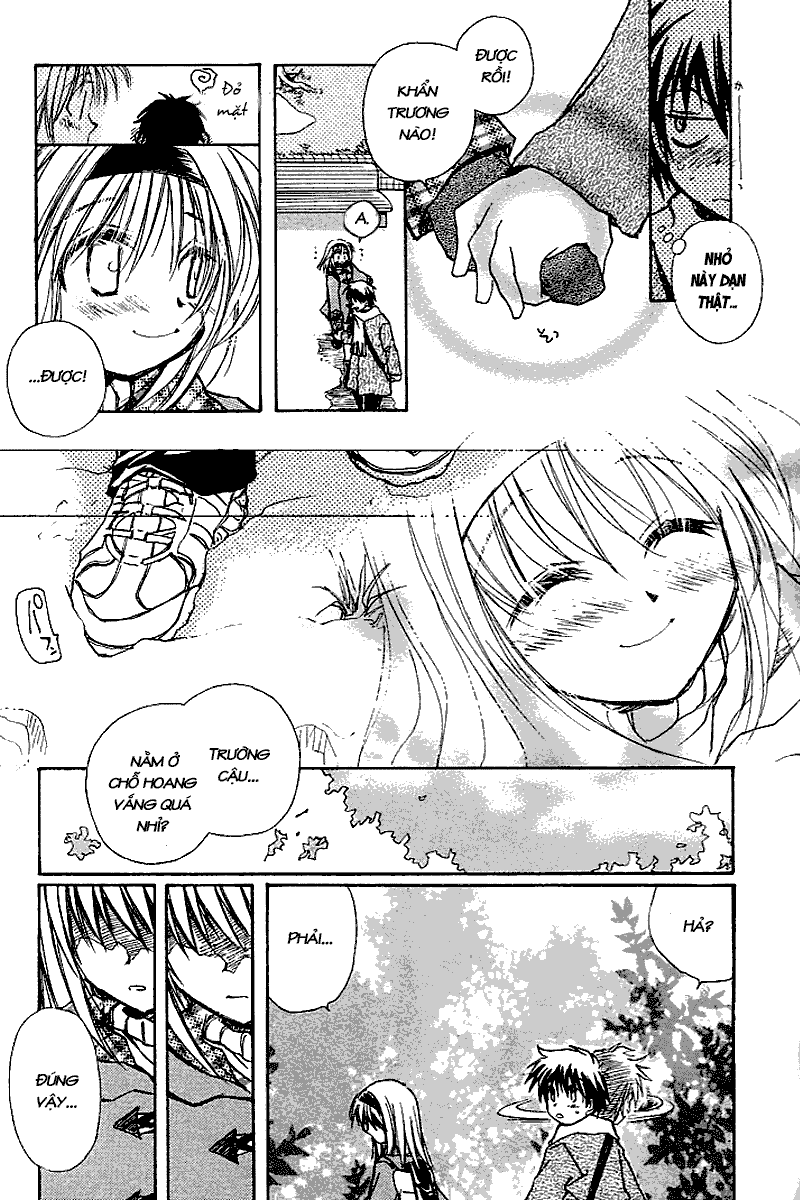 ĐƯỢC
RỒI!
KHẨN
TRƯƠNG
NÀO!
NHỎ
NÀY DẠN
THẬT...
A.
Đỏ
mặt
...ĐƯỢC!
TRƯỜNG
CẬU...
NẰM Ở
CHỖ HOANG
VẮNG QUÁ
NHỈ?
HẢ?
PHẢI...
ĐÚNG
VẬY...